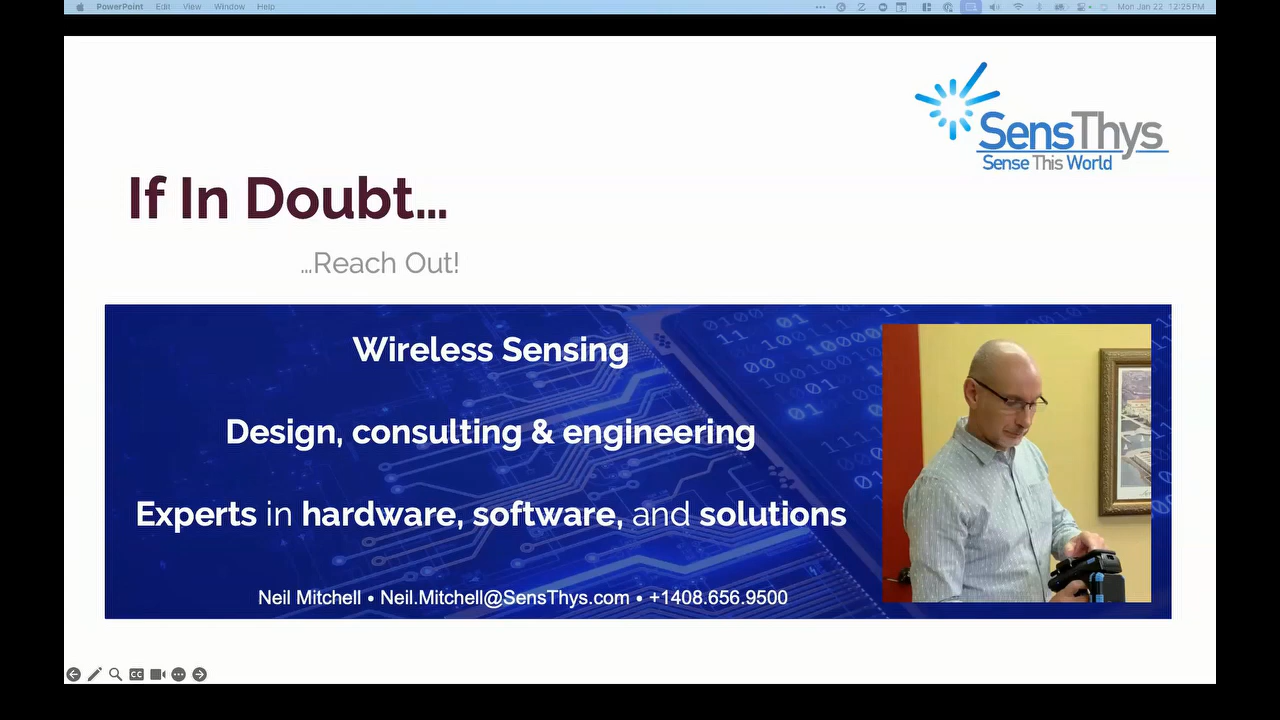 PowerPoint Edit View Window Help
Mon Jan 22 12:25 PM
SensThys
Sense This World
If In Doubt...
...Reach Out!
Wireless Sensing
Design, consulting & engineering
Experts in hardware, software, and solutions
Neil Mitchell • Neil.Mitchell@SensThys.com • +1408.656.9500
CC